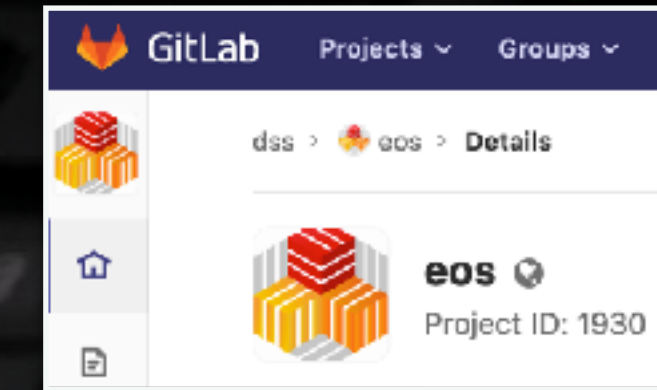 GitLab Projects Groups
dss > eos > Details
eos
Project ID: 1930